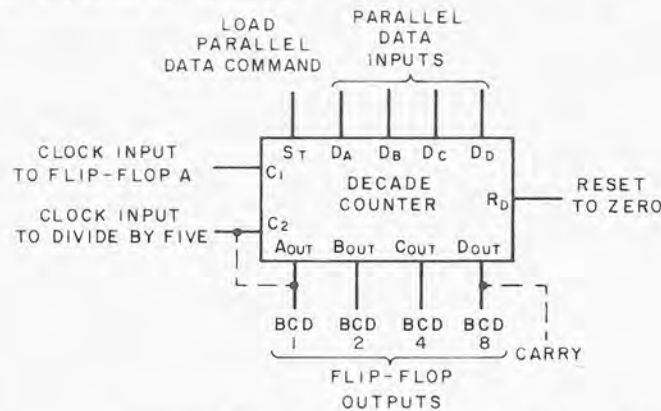 LOAD
PARALLEL
DATA COMMAND
PARALLEL
DATA
INPUTS
ST DA DB DC DD
CLOCK INPUT
TO FLIP-FLOP A
C1
DECADE
COUNTER
RD
RESET
TO ZERO
CLOCK INPUT
TO DIVIDE BY FIVE
C2
AOUT BOUT COUT DOUT
BCD BCD BCD BCD
1 2 4 8
CARRY
FLIP-FLOP
OUTPUTS